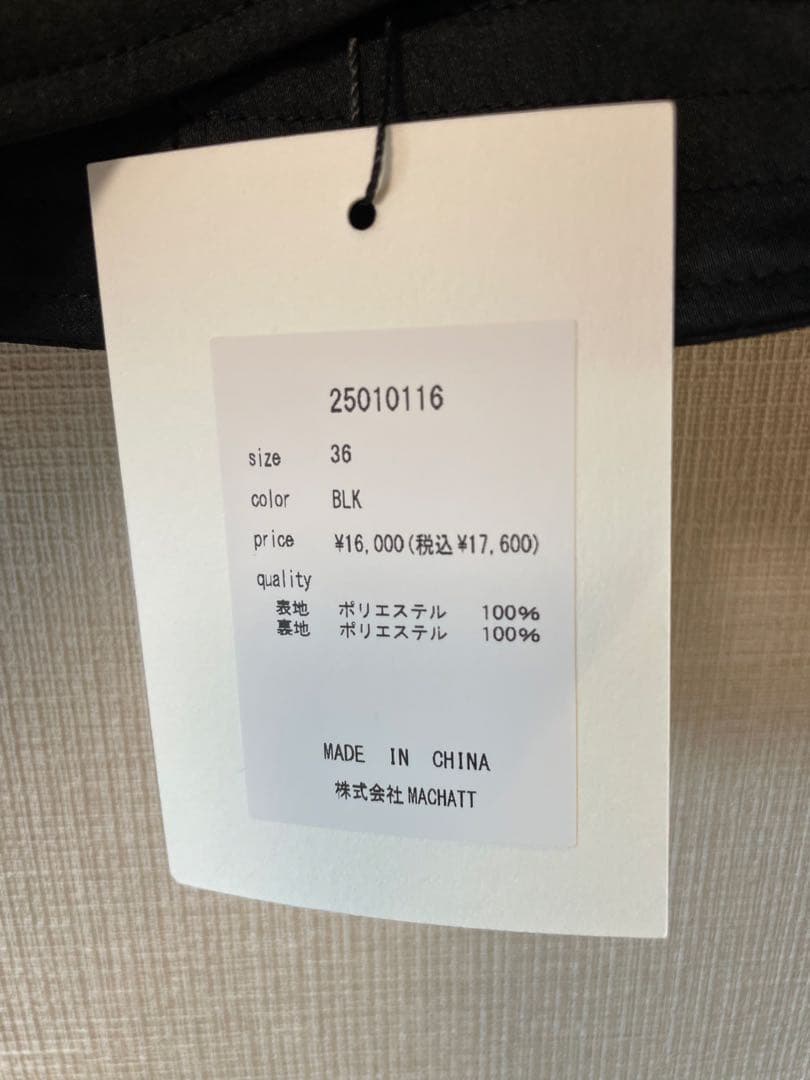 25010116
size 36
color BLK
price ¥16,000(税込¥17,600)
quality
表地 ポリエステル 100%
裏地 ポリエステル 100%
MADE IN CHINA
株式会社MACHATT